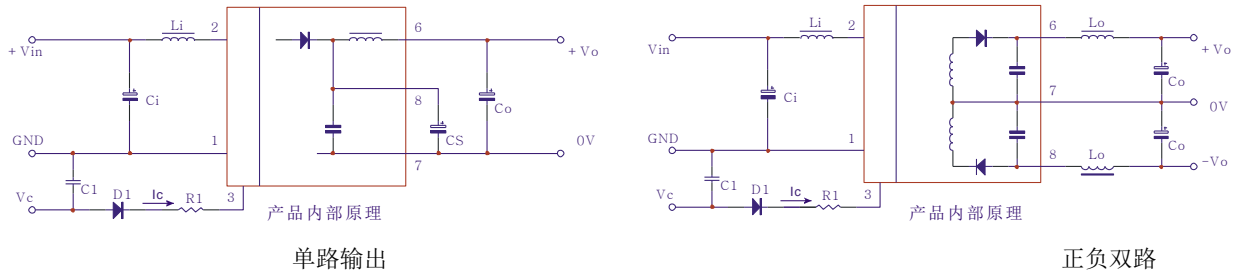 Li
2
6
+Vin
+Vo
Ci
8
Co
CS
GND
1
0V
7
C1
D1
Ic
R1
3
Vc
产品内部原理
单路输出
Li
2
6
Lo
Vin
+Vo
Ci
Co
7
0V
GND
1
Co
8
Lo
-Vo
C1
D1
Ic
R1
3
Vc
产品内部原理
正负双路